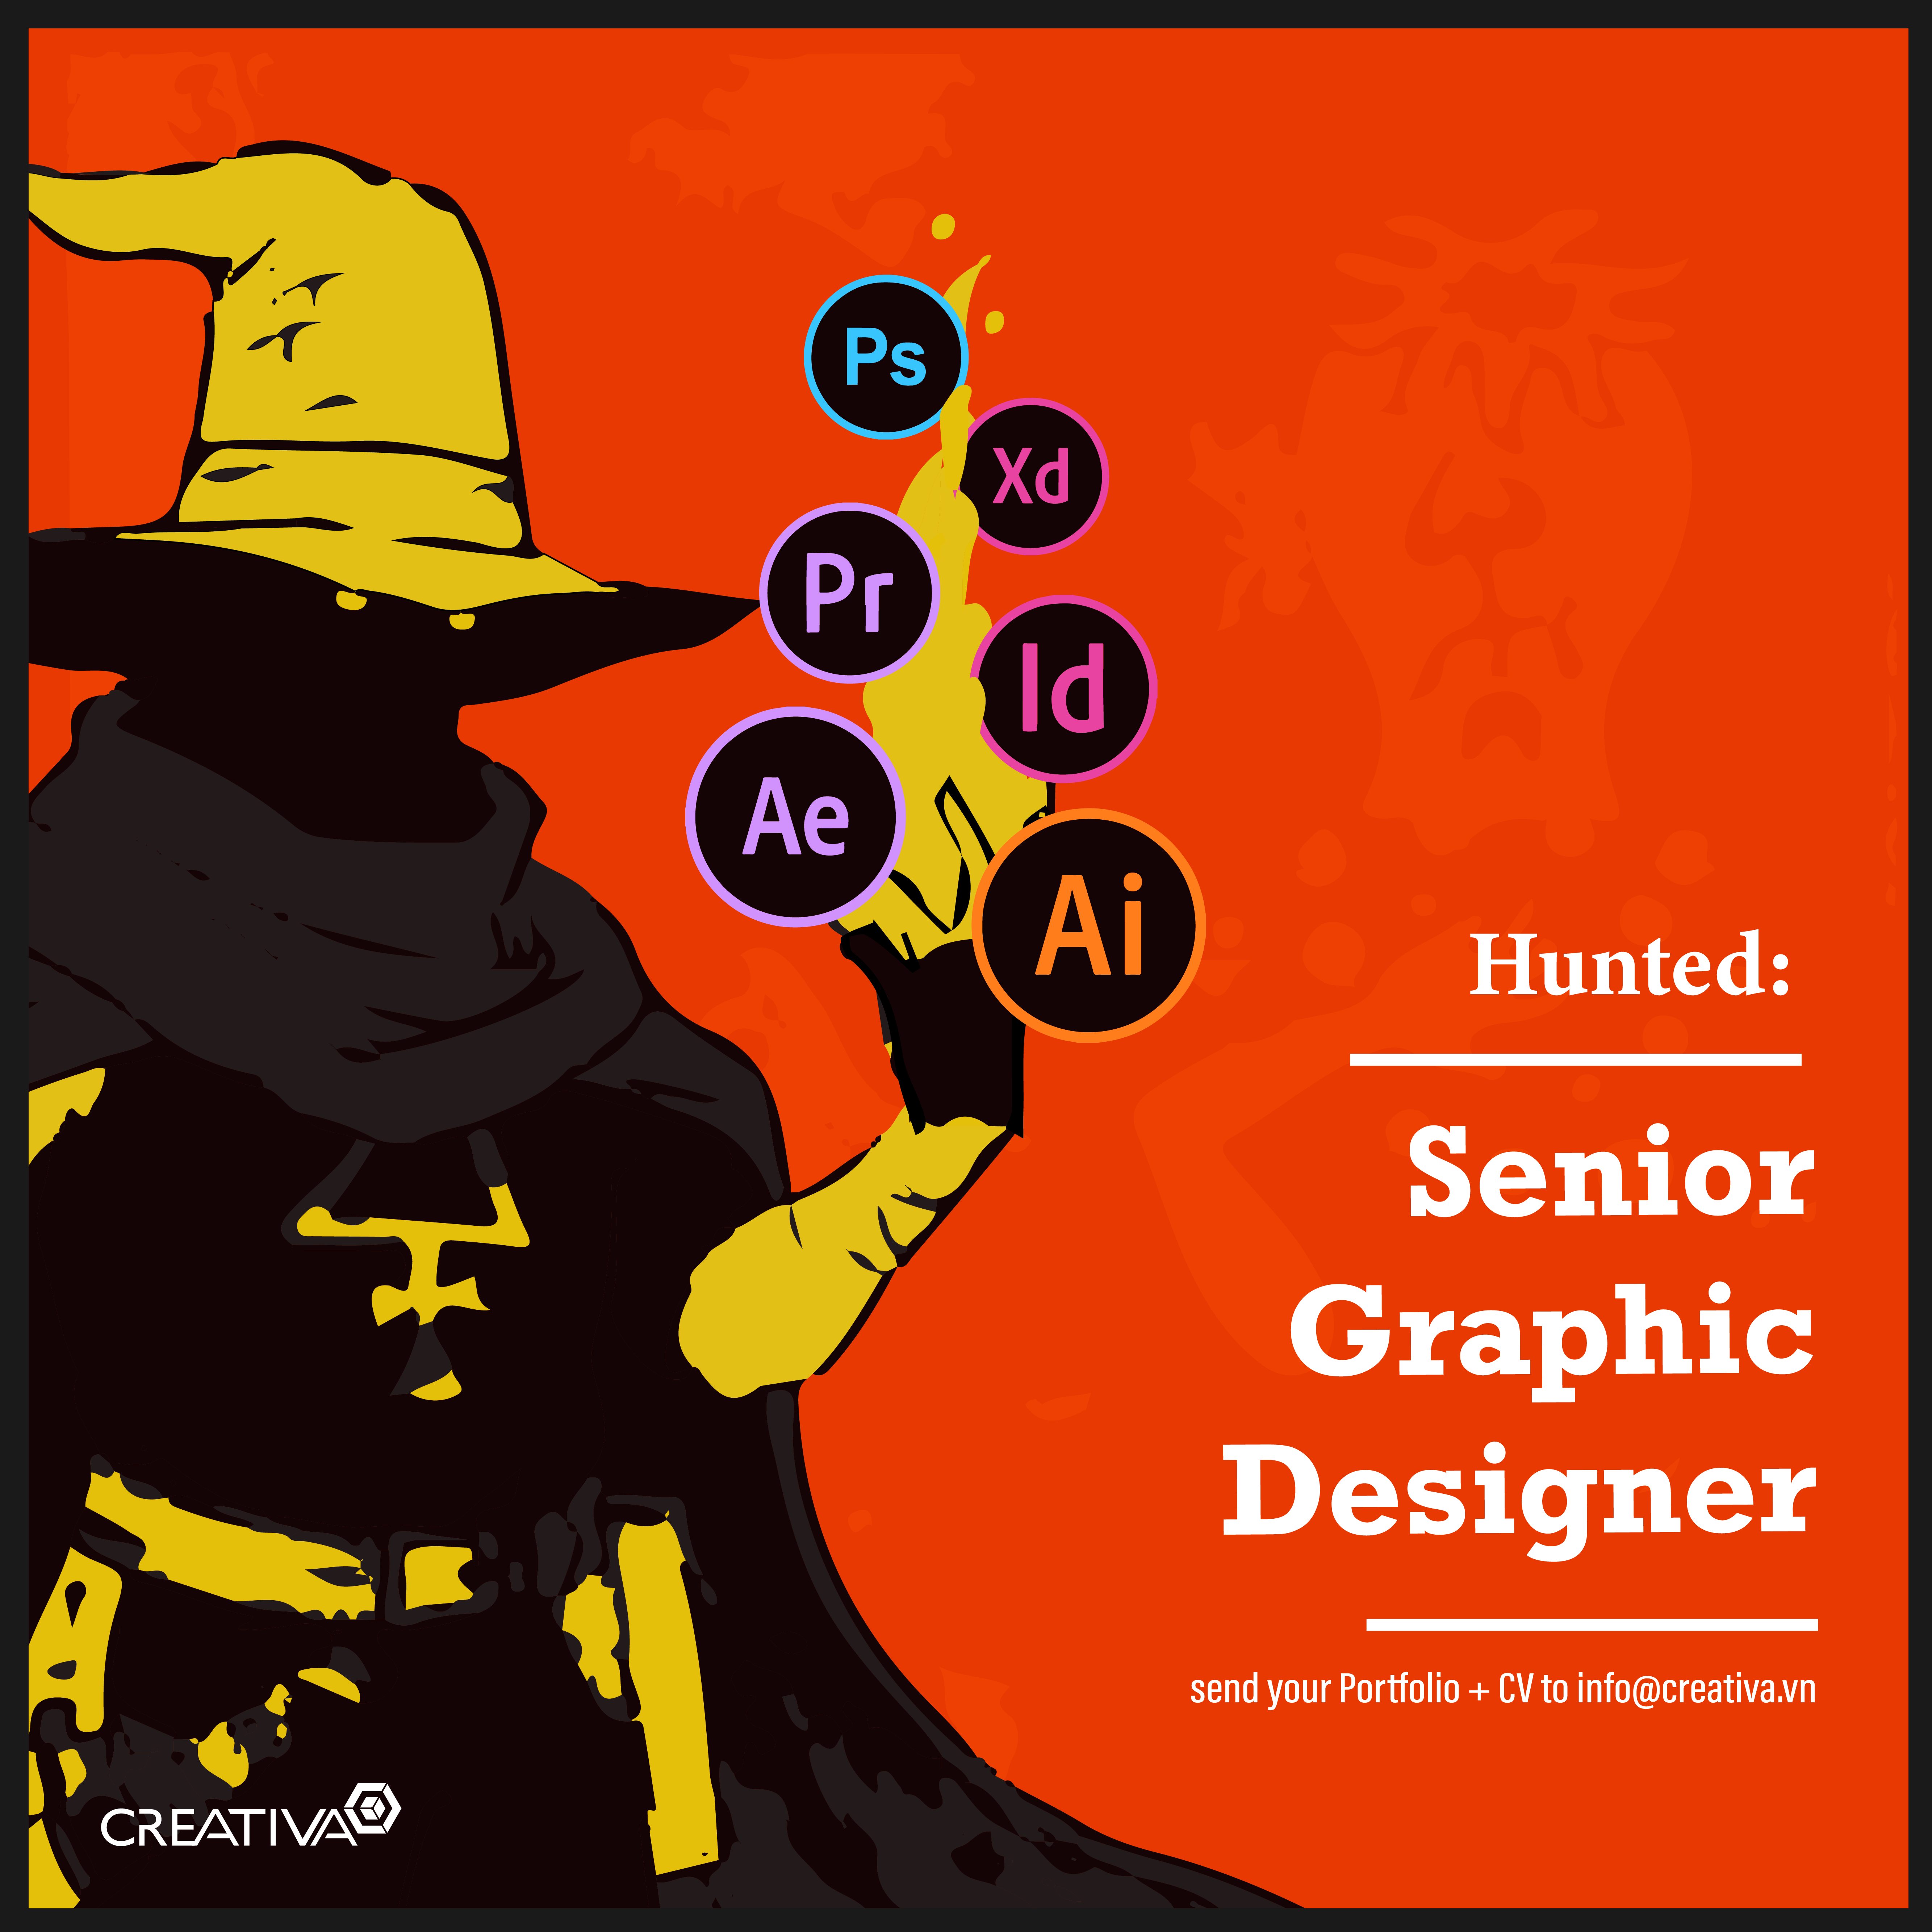 Ps
Xd
Pr
Id
Ae
Ai
Hunted:
Senior
Graphic
Designer
send your Portfolio + CV to info@creativa.vn
CREATIVA